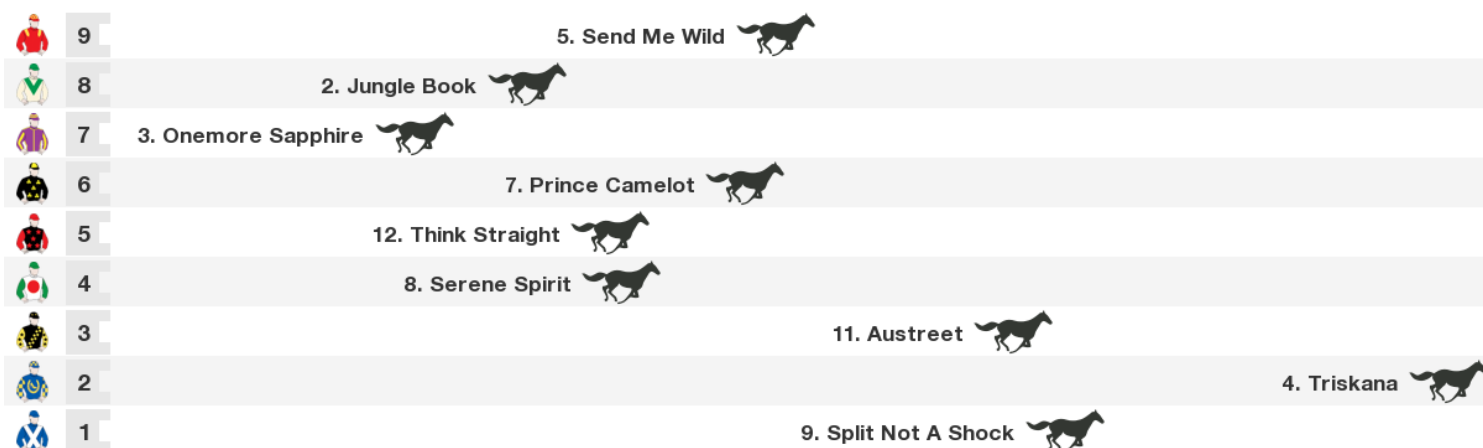 9 5. Send Me Wild
8 2. Jungle Book
7 3. Onemore Sapphire
6 7. Prince Camelot
5 12. Think Straight
4 8. Serene Spirit
3 11. Austreet
2 4. Triskana
1 9. Split Not A Shock